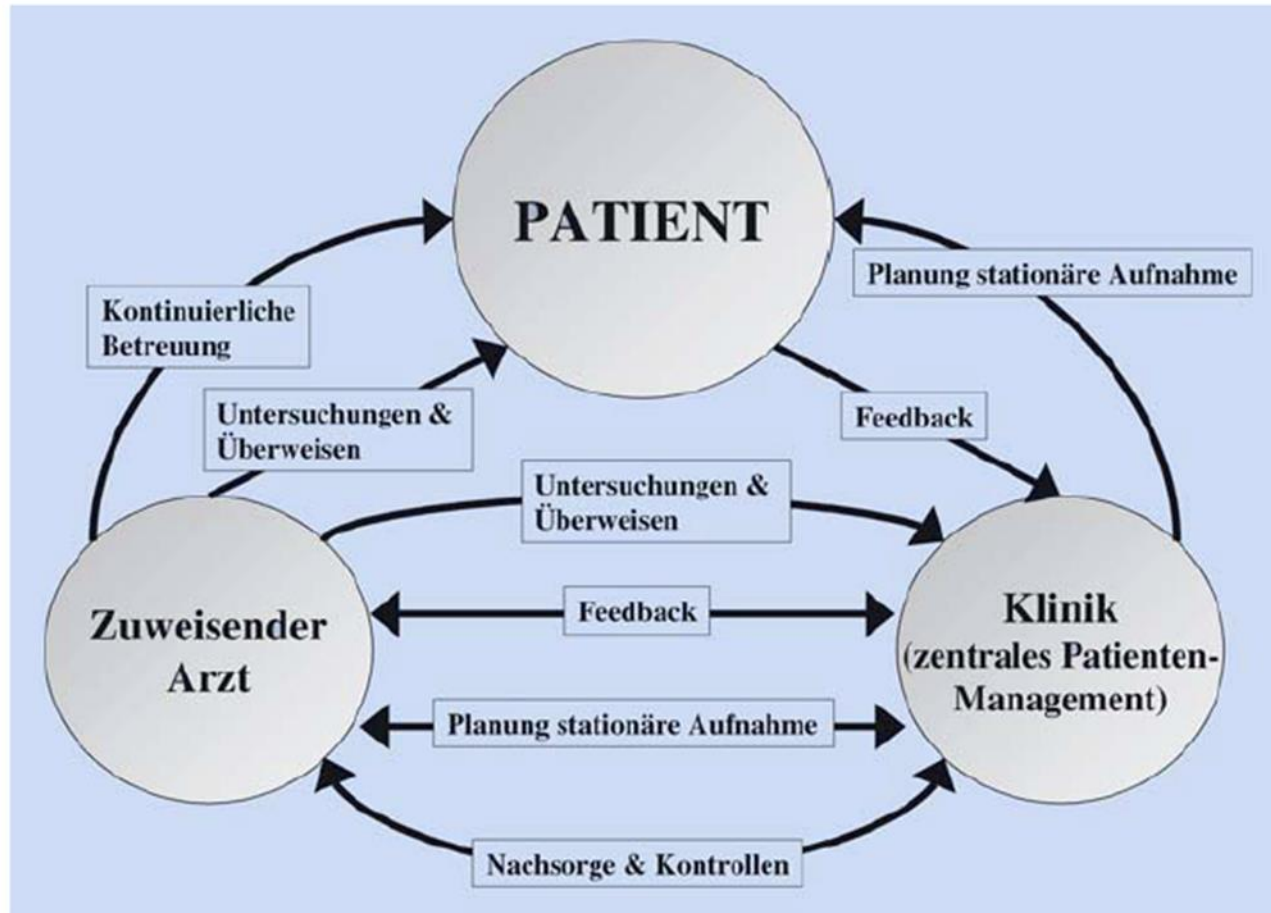 PATIENT
Planung stationäre Aufnahme
Kontinuierliche
Betreuung
Untersuchungen &
Überweisen
Feedback
Untersuchungen &
Überweisen
Zuweisender
Arzt
Feedback
Klinik
(zentrales Patienten-
Management)
Planung stationäre Aufnahme
Nachsorge & Kontrollen